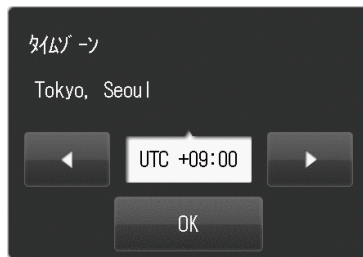 ﾀｲﾑｿﾞｰﾝ
Tokyo, Seoul
UTC +09:00
OK